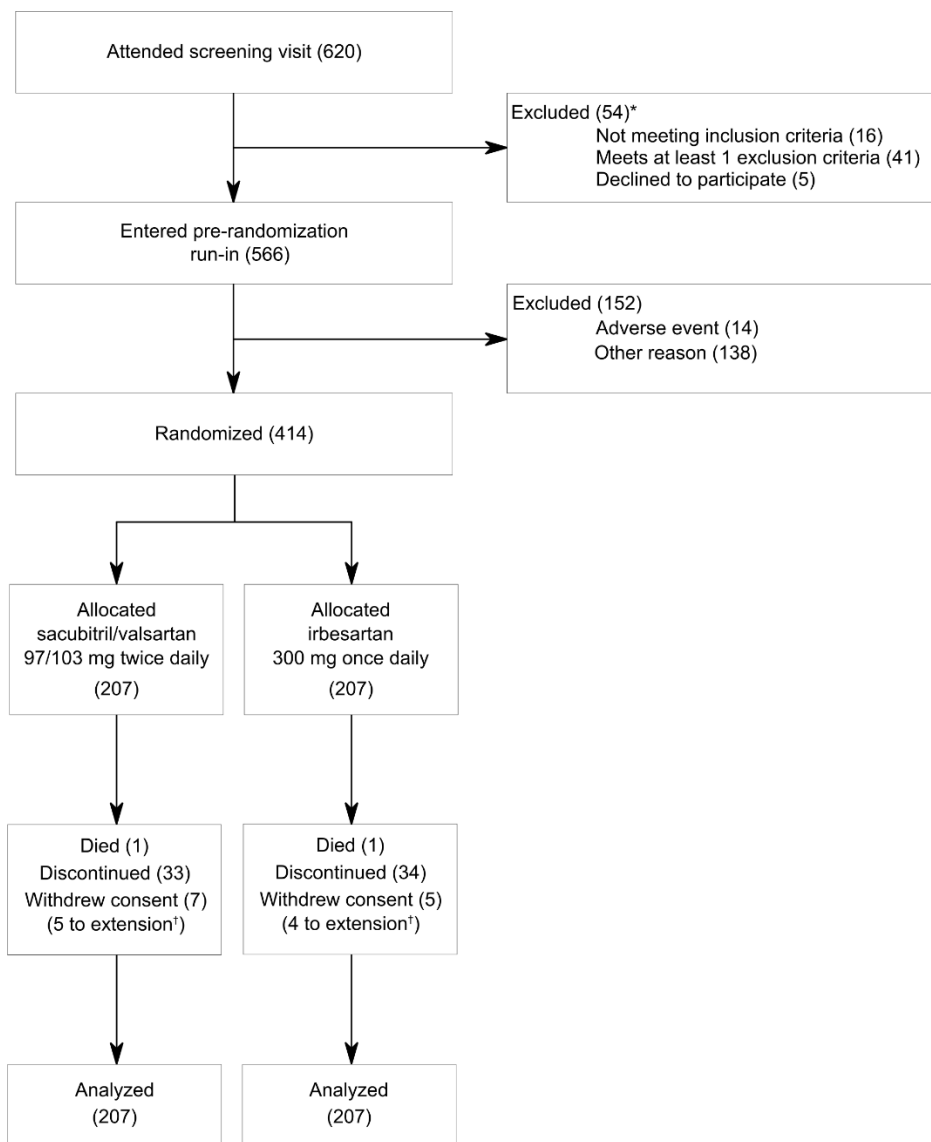 Attended screening visit (620)
Excluded (54)*
Not meeting inclusion criteria (16)
Meets at least 1 exclusion criteria (41)
Declined to participate (5)
Entered pre-randomization
run-in (566)
Excluded (152)
Adverse event (14)
Other reason (138)
Randomized (414)
Allocated
sacubitril/valsartan
97/103 mg twice daily
(207)
Allocated
irbesartan
300 mg once daily
(207)
Died (1)
Discontinued (33)
Withdrew consent (7)
(5 to extension†)
Died (1)
Discontinued (34)
Withdrew consent (5)
(4 to extension†)
Analyzed
(207)
Analyzed
(207)